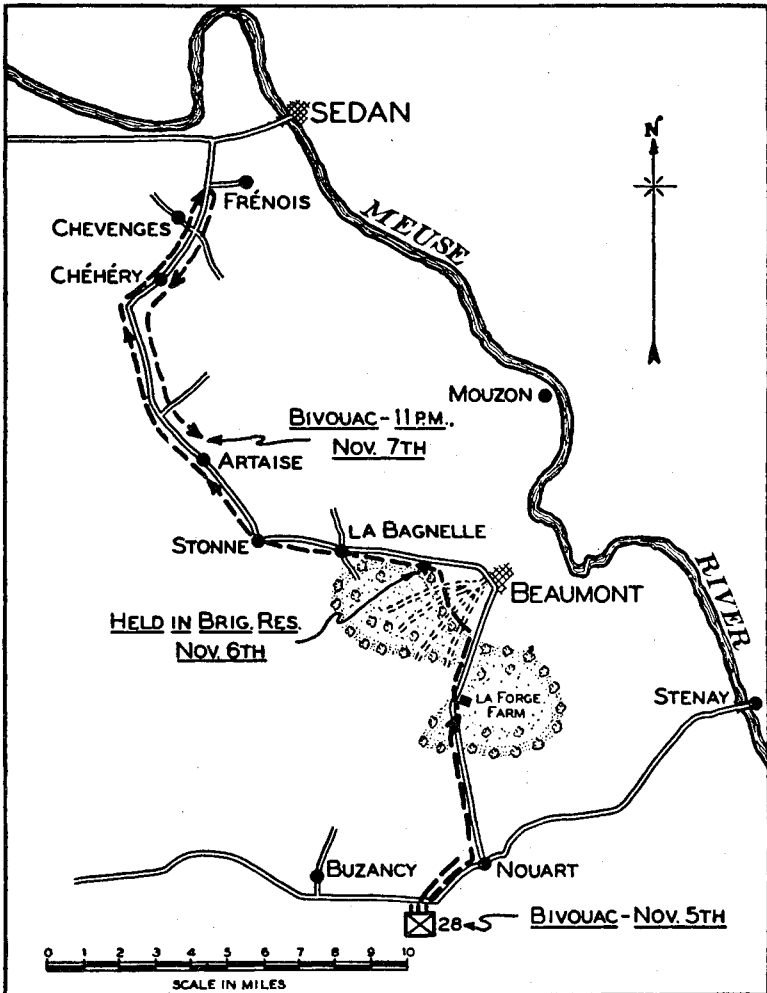 SEDAN
N
FRÉNOIS
MEUSE
CHEVENGES
CHÉHÉRY
MOUZON
BIVOUAC - 11 P.M.,
NOV. 7TH
ARTAISE
STONNE
LA BAGNELLE
BEAUMONT
RIVER
HELD IN BRIG. RES.
NOV. 6TH
LA FORGE
FARM
STENAY
BUZANCY
NOUART
28
BIVOUAC - NOV. 5TH
0 1 2 3 4 5 6 7 8 9 10
SCALE IN MILES